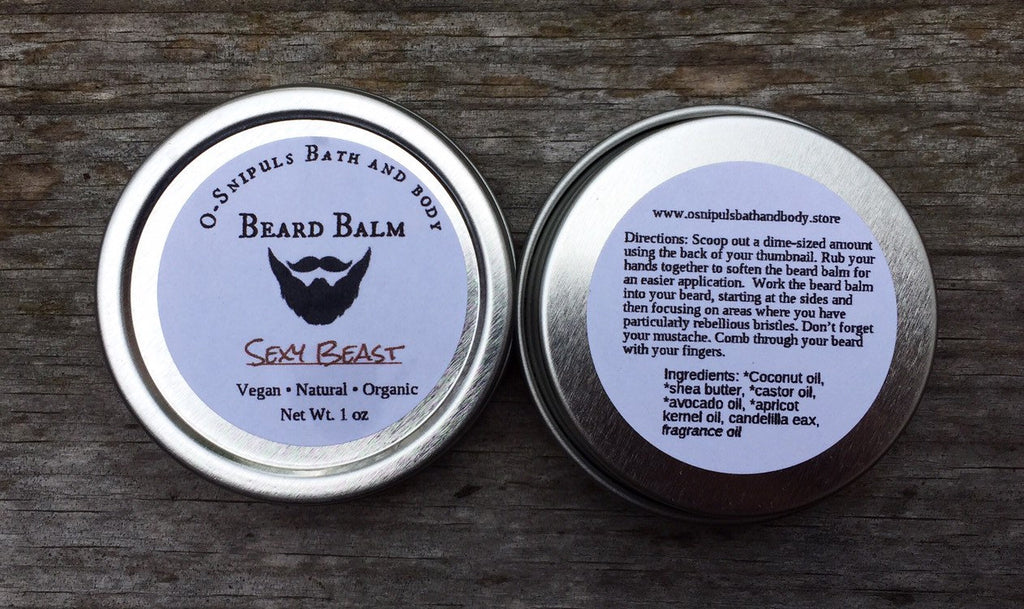 O-Snipuls Bath and body
Beard Balm
Sexy Beast
Vegan • Natural • Organic
Net Wt. 1 oz
www.osnipulsbathandbody.store
Directions: Scoop out a dime-sized amount
using the back of your thumbnail. Rub your
hands together to soften the beard balm for
an easier application.  Work the beard balm
into your beard, starting at the sides and
then focusing on areas where you have
particularly rebellious bristles. Don't forget
your mustache. Comb through your beard
with your fingers.
Ingredients: *Coconut oil,
*shea butter, *castor oil,
*avocado oil, *apricot
kernel oil, candelilla eax,
fragrance oil